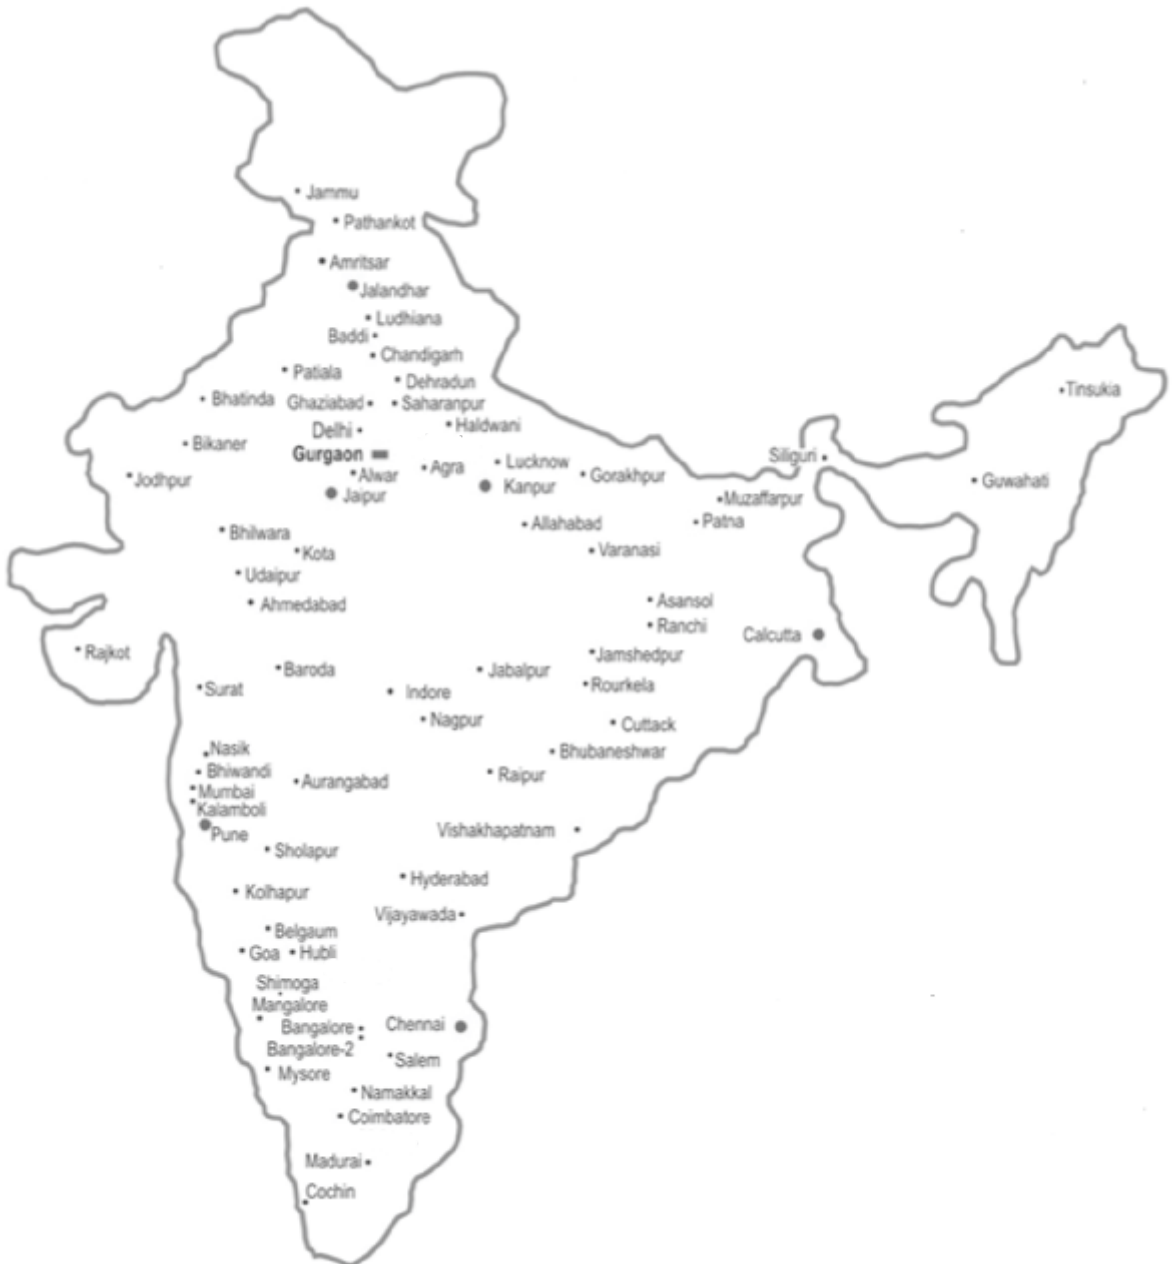 Jammu
Pathankot
Amritsar
Jalandhar
Ludhiana
Baddi
Chandigarh
Patiala
Dehradun
Bhatinda
Ghaziabad
Saharanpur
Tinsukia
Delhi
Haldwani
Bikaner
Gurgaon
Siliguri
Lucknow
Agra
Alwar
Gorakhpur
Jodhpur
Guwahati
Kanpur
Jaipur
Muzaffarpur
Allahabad
Patna
Bhilwara
Kota
Varanasi
Udaipur
Ahmedabad
Asansol
Ranchi
Calcutta
Rajkot
Jamshedpur
Baroda
Jabalpur
Surat
Indore
Rourkela
Nagpur
Cuttack
Nasik
Bhubaneshwar
Bhiwandi
Raipur
Aurangabad
Mumbai
Kalamboli
Pune
Vishakhapatnam
Sholapur
Hyderabad
Kolhapur
Vijayawada
Belgaum
Goa
Hubli
Shimoga
Mangalore
Bangalore
Chennai
Bangalore-2
Salem
Mysore
Namakkal
Coimbatore
Madurai
Cochin